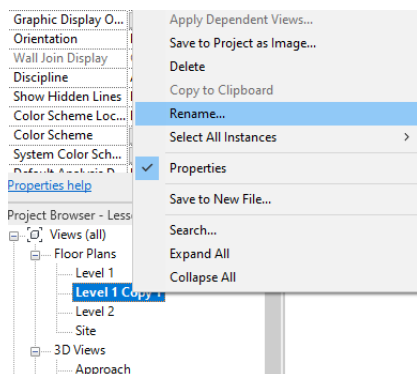 Graphic Display O...
Orientation
Wall Join Display
Discipline
Show Hidden Lines
Color Scheme Loc...
Color Scheme
System Color Sch...
Properties help
Project Browser - Less
Views (all)
Floor Plans
Level 1
Level 1 Copy 1
Level 2
Site
3D Views
Approach
Apply Dependent Views...
Save to Project as Image...
Delete
Copy to Clipboard
Rename...
Select All Instances
Properties
Save to New File...
Search...
Expand All
Collapse All